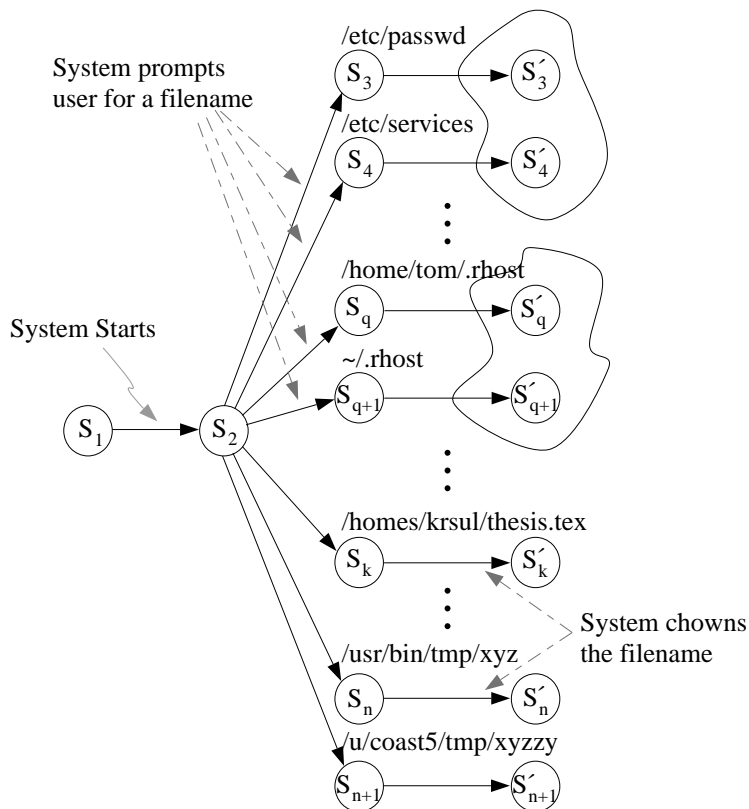 /etc/passwd
System prompts
user for a filename
S3
S´3
/etc/services
S4
S´4
/home/tom/.rhost
Sq
S´q
System Starts
~/.rhost
Sq+1
S´q+1
S1
S2
/homes/krsul/thesis.tex
Sk
S´k
System chowns
the filename
/usr/bin/tmp/xyz
Sn
S´n
/u/coast5/tmp/xyzzy
Sn+1
S´n+1